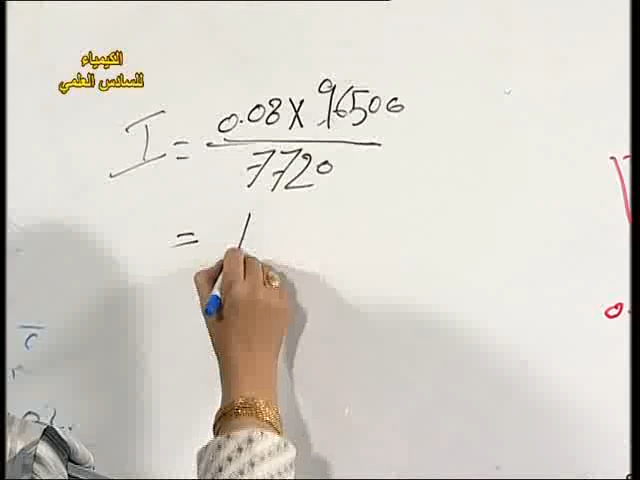 الكيمياء
للسادس العلمي
I = 0.08 x 96500
7720
= 1